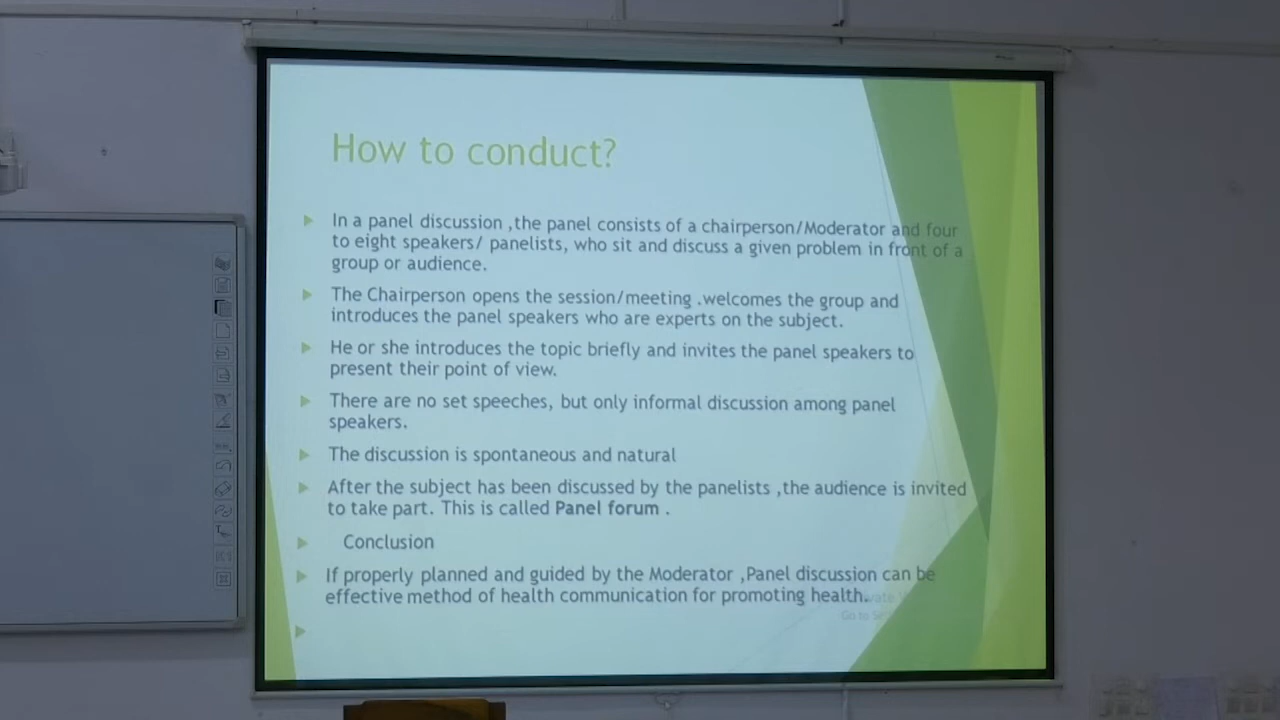 How to conduct?
In a panel discussion ,the panel consists of a chairperson/Moderator and four
to eight speakers/ panelists, who sit and discuss a given problem in front of a
group or audience.
The Chairperson opens the session/meeting .welcomes the group and
introduces the panel speakers who are experts on the subject.
He or she introduces the topic briefly and invites the panel speakers to
present their point of view.
There are no set speeches, but only informal discussion among panel
speakers.
The discussion is spontaneous and natural
After the subject has been discussed by the panelists ,the audience is invited
to take part. This is called Panel forum .
Conclusion
If properly planned and guided by the Moderator ,Panel discussion can be
effective method of health communication for promoting health.
Go to